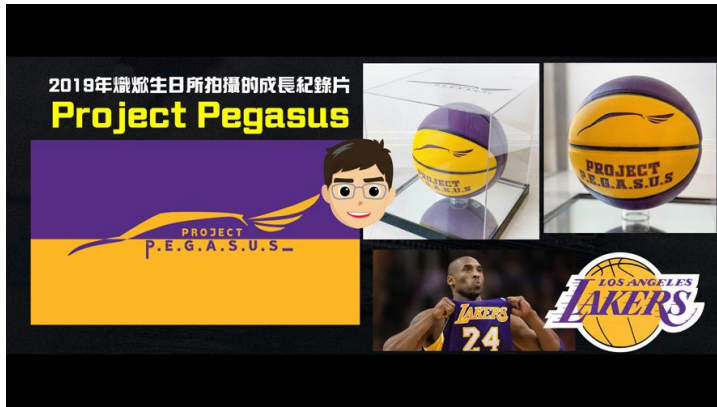 2019年熾焮生日所拍攝的成長紀錄片
Project Pegasus
PROJECT
P.E.G.A.S.U.S_
PROJECT
P.E.G.A.S.U.S
PROJECT
P.E.G.A.S.U.S
LAKERS
24
LOS ANGELES
LAKERS